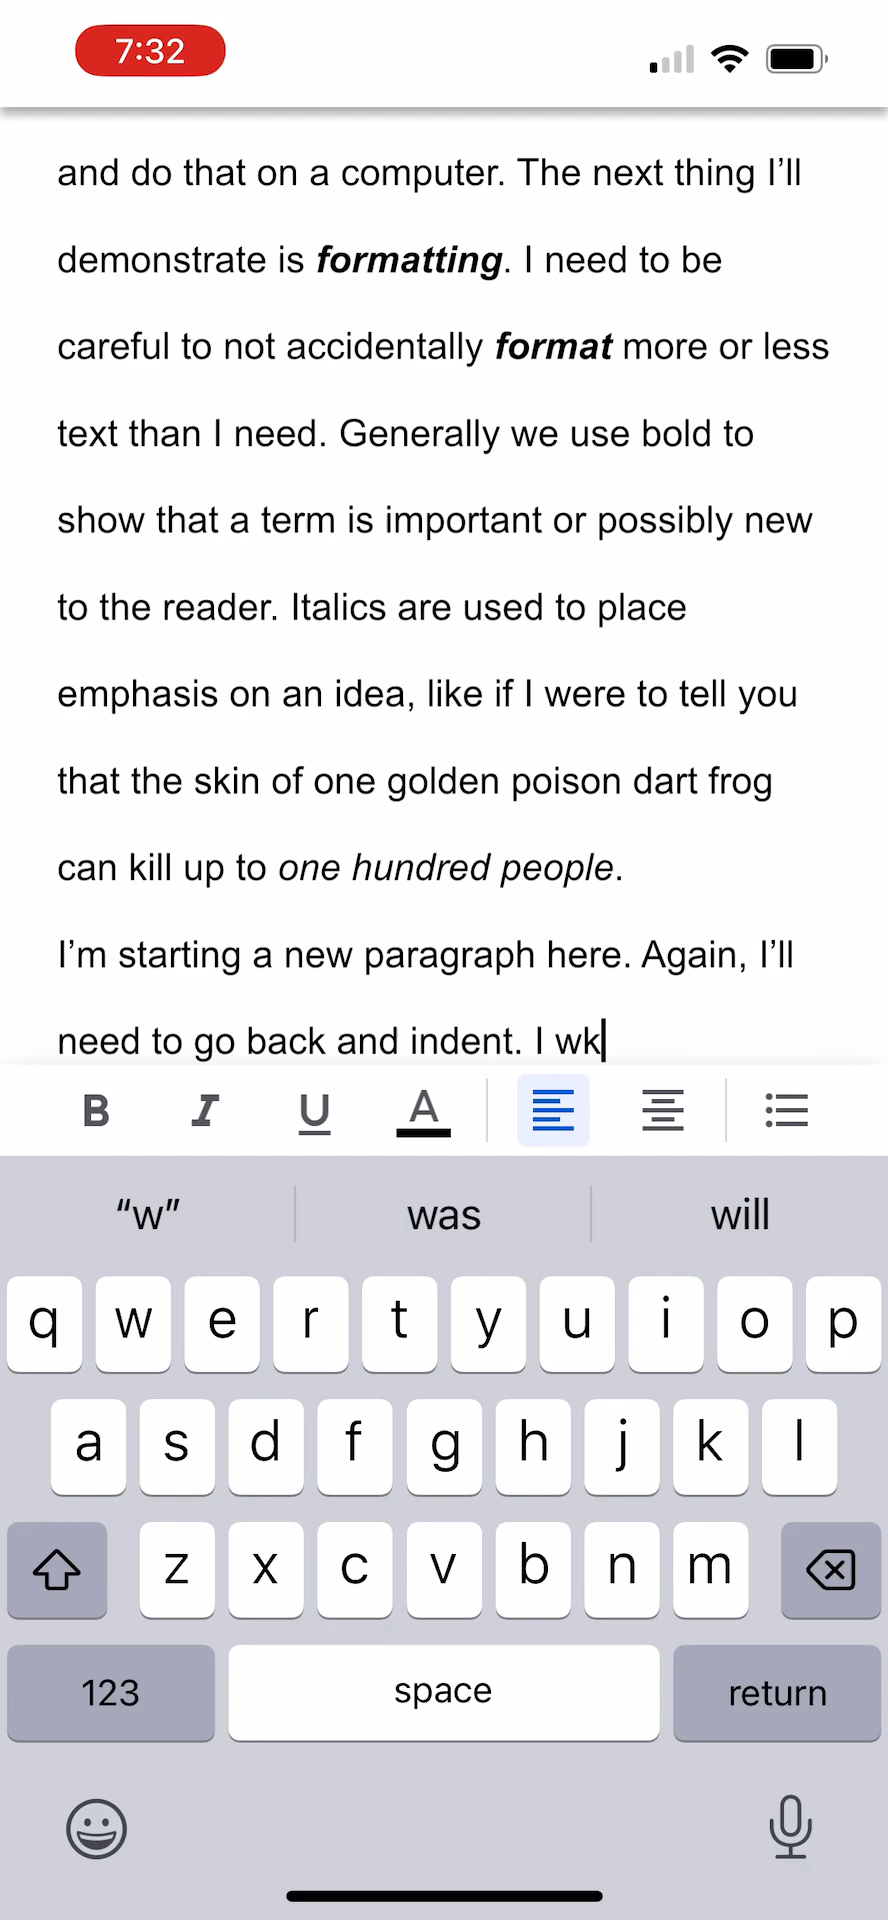 7:32
and do that on a computer. The next thing I’ll
demonstrate is formatting. I need to be
careful to not accidentally format more or less
text than I need. Generally we use bold to
show that a term is important or possibly new
to the reader. Italics are used to place
emphasis on an idea, like if I were to tell you
that the skin of one golden poison dart frog
can kill up to one hundred people.
I’m starting a new paragraph here. Again, I’ll
need to go back and indent. I wk
B I U A
“w” was will
q w e r t y u i o p
a s d f g h j k l
z x c v b n m
123 space return